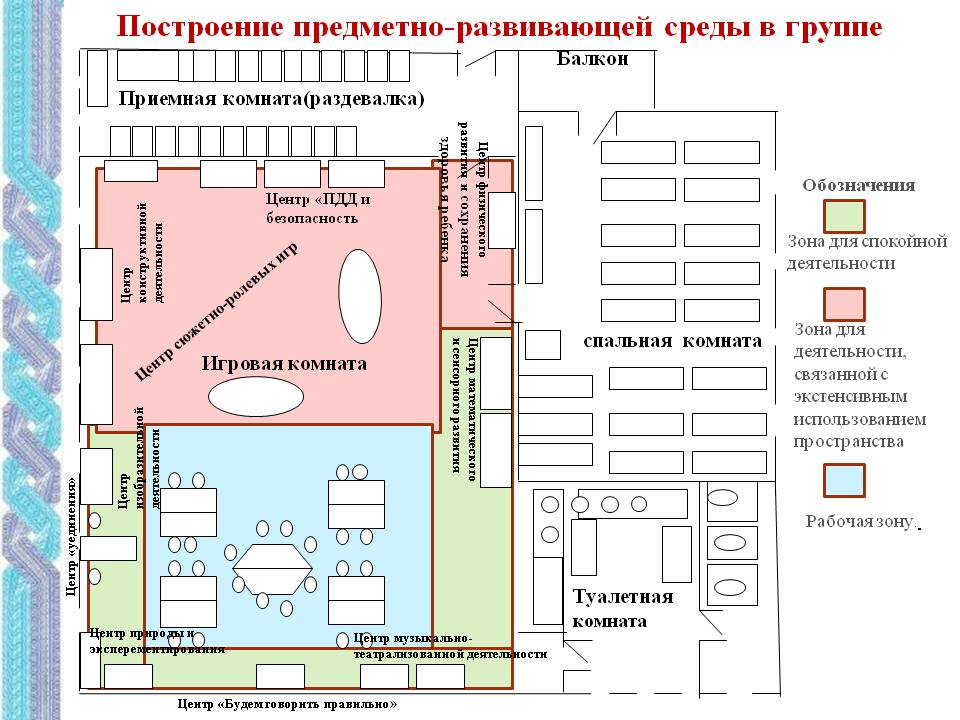 Построение предметно-развивающей среды в группе
Балкон
Приемная комната(раздевалка)
Центр физического
развития и сохранения
здоровья ребенка
Центр «ПДД и
безопасность
Центр
конструктивной
деятельности
Центр сюжетно-ролевых игр
Игровая комната
спальная комната
Центр математического
и сенсорного развития
Центр
изобразительной
деятельности
Центр «уединения»
Центр природы и
эксперементирования
Центр музыкально-
театрализованной деятельности
Центр «Будем говорить правильно»
Туалетная
комната
Обозначения
Зона для спокойной
деятельности
Зона для
деятельности,
связанной с
экстенсивным
использованием
пространства
Рабочая зону.